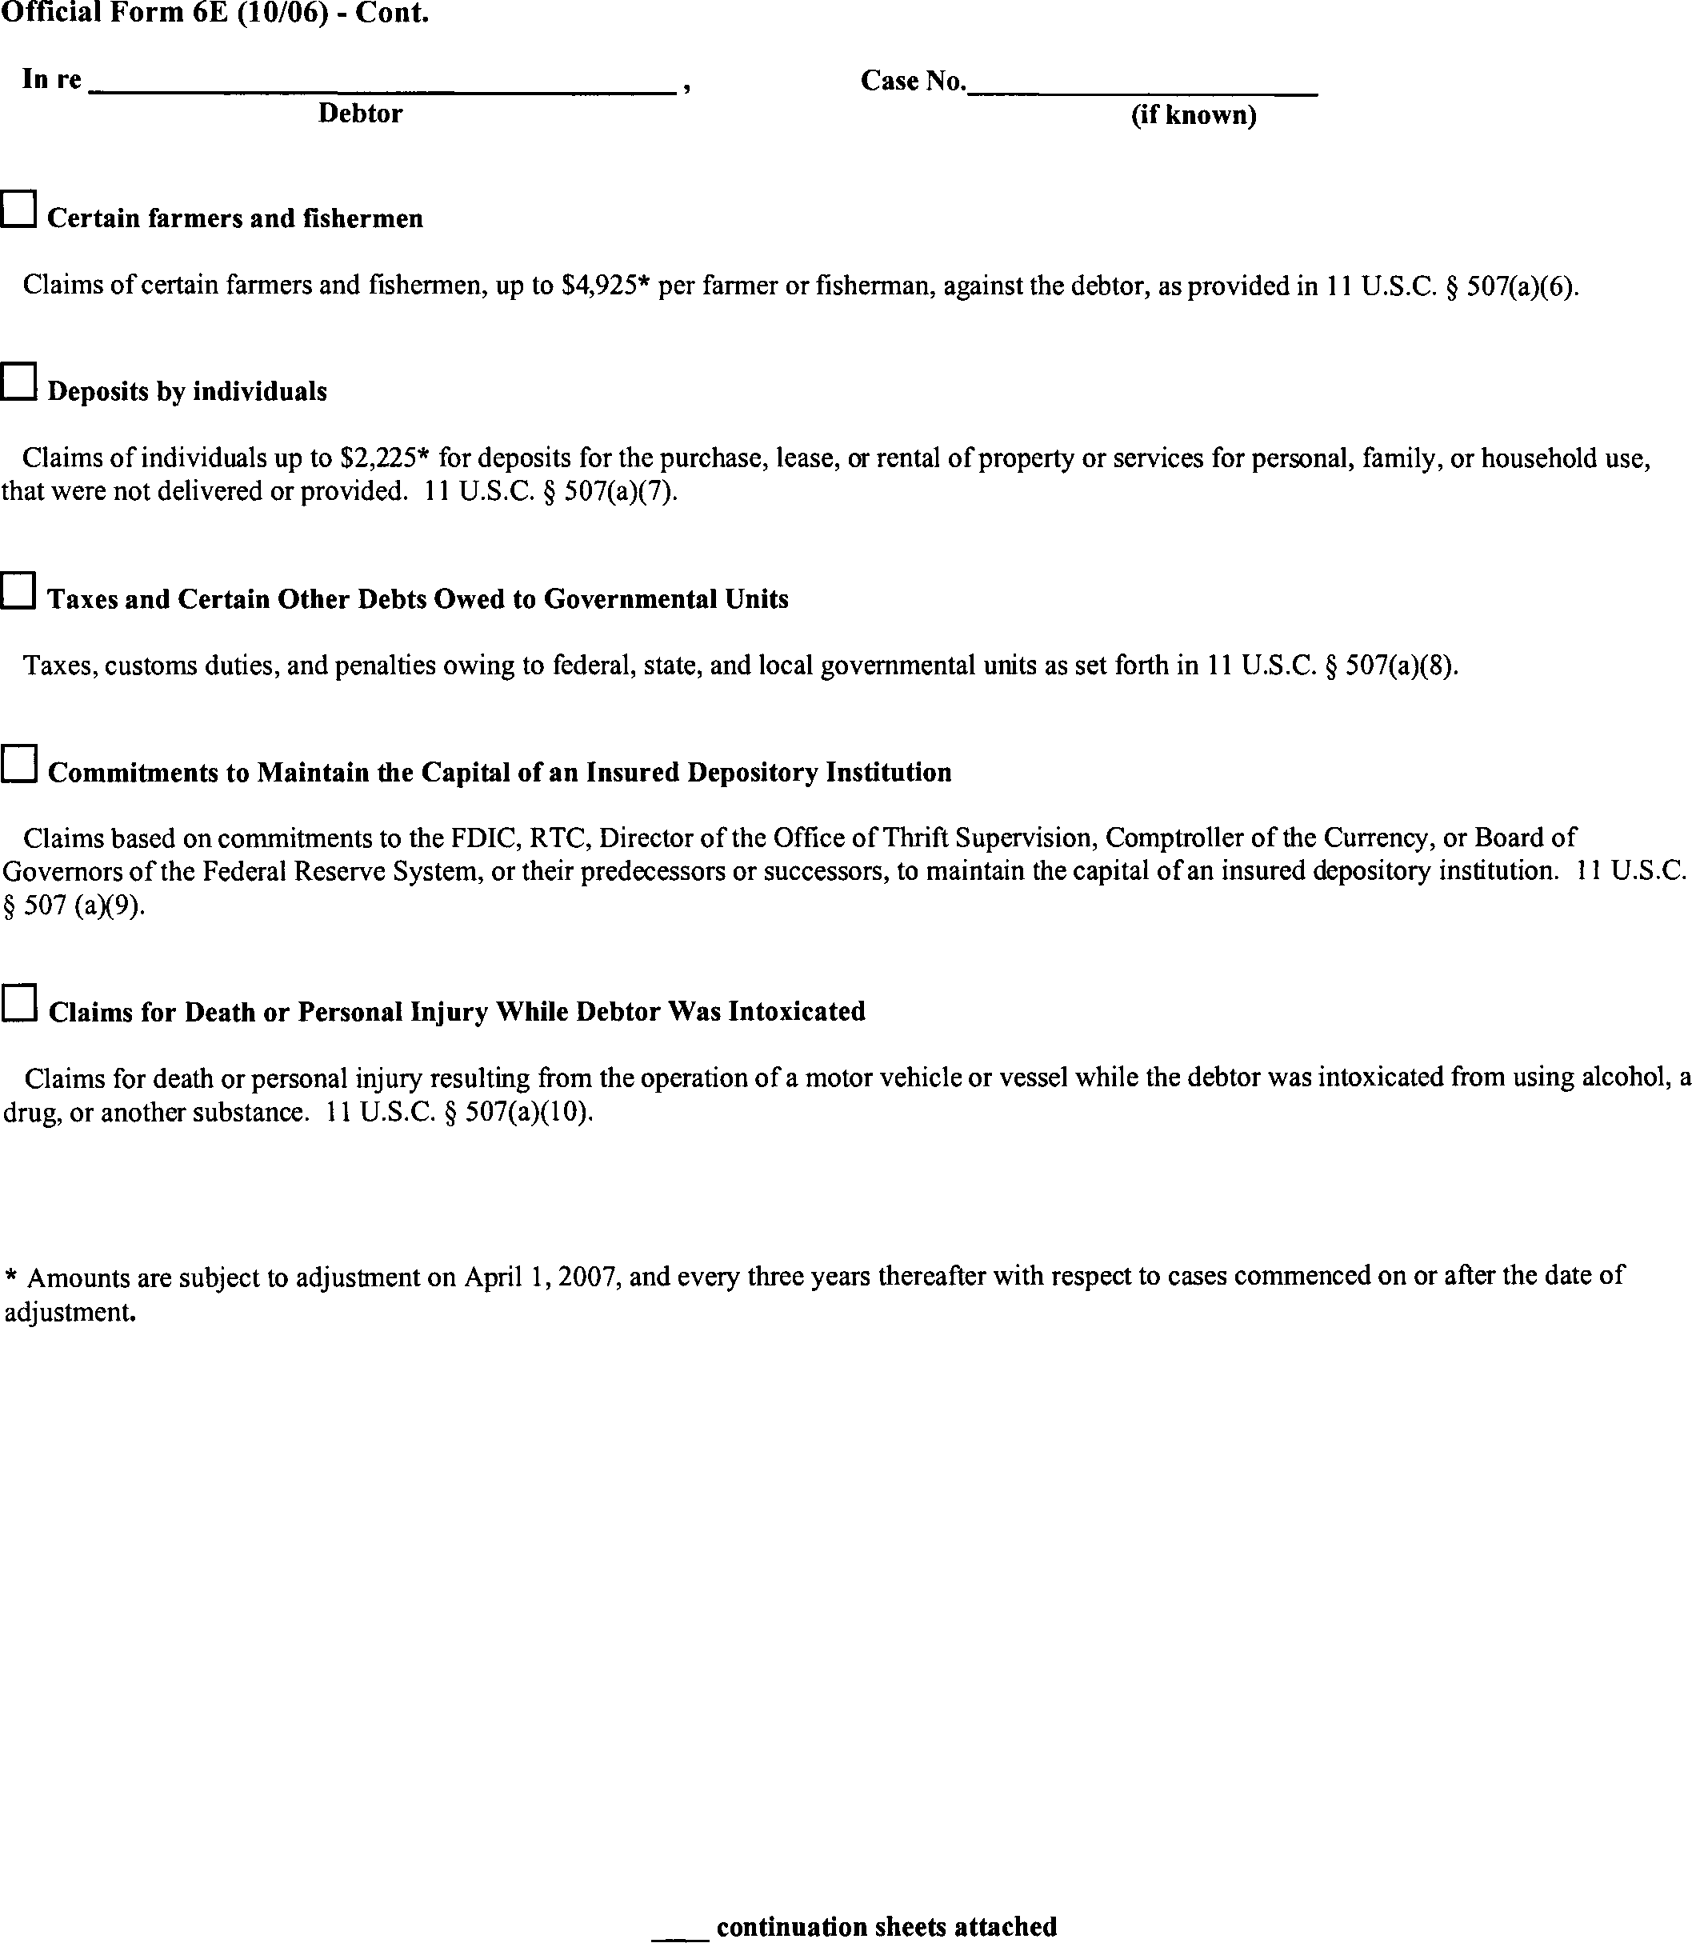 Official Form 6E (10/06) - Cont.
In re ______________________________________, Case No.______________________
Debtor (if known)
Certain farmers and fishermen
Claims of certain farmers and fishermen, up to $4,925* per farmer or fisherman, against the debtor, as provided in 11 U.S.C. § 507(a)(6).
Deposits by individuals
Claims of individuals up to $2,225* for deposits for the purchase, lease, or rental of property or services for personal, family, or household use,
that were not delivered or provided. 11 U.S.C. § 507(a)(7).
Taxes and Certain Other Debts Owed to Governmental Units
Taxes, customs duties, and penalties owing to federal, state, and local governmental units as set forth in 11 U.S.C. § 507(a)(8).
Commitments to Maintain the Capital of an Insured Depository Institution
Claims based on commitments to the FDIC, RTC, Director of the Office of Thrift Supervision, Comptroller of the Currency, or Board of
Governors of the Federal Reserve System, or their predecessors or successors, to maintain the capital of an insured depository institution. 11 U.S.C.
§ 507 (a)(9).
Claims for Death or Personal Injury While Debtor Was Intoxicated
Claims for death or personal injury resulting from the operation of a motor vehicle or vessel while the debtor was intoxicated from using alcohol, a
drug, or another substance. 11 U.S.C. § 507(a)(10).
* Amounts are subject to adjustment on April 1, 2007, and every three years thereafter with respect to cases commenced on or after the date of
adjustment.
____ continuation sheets attached